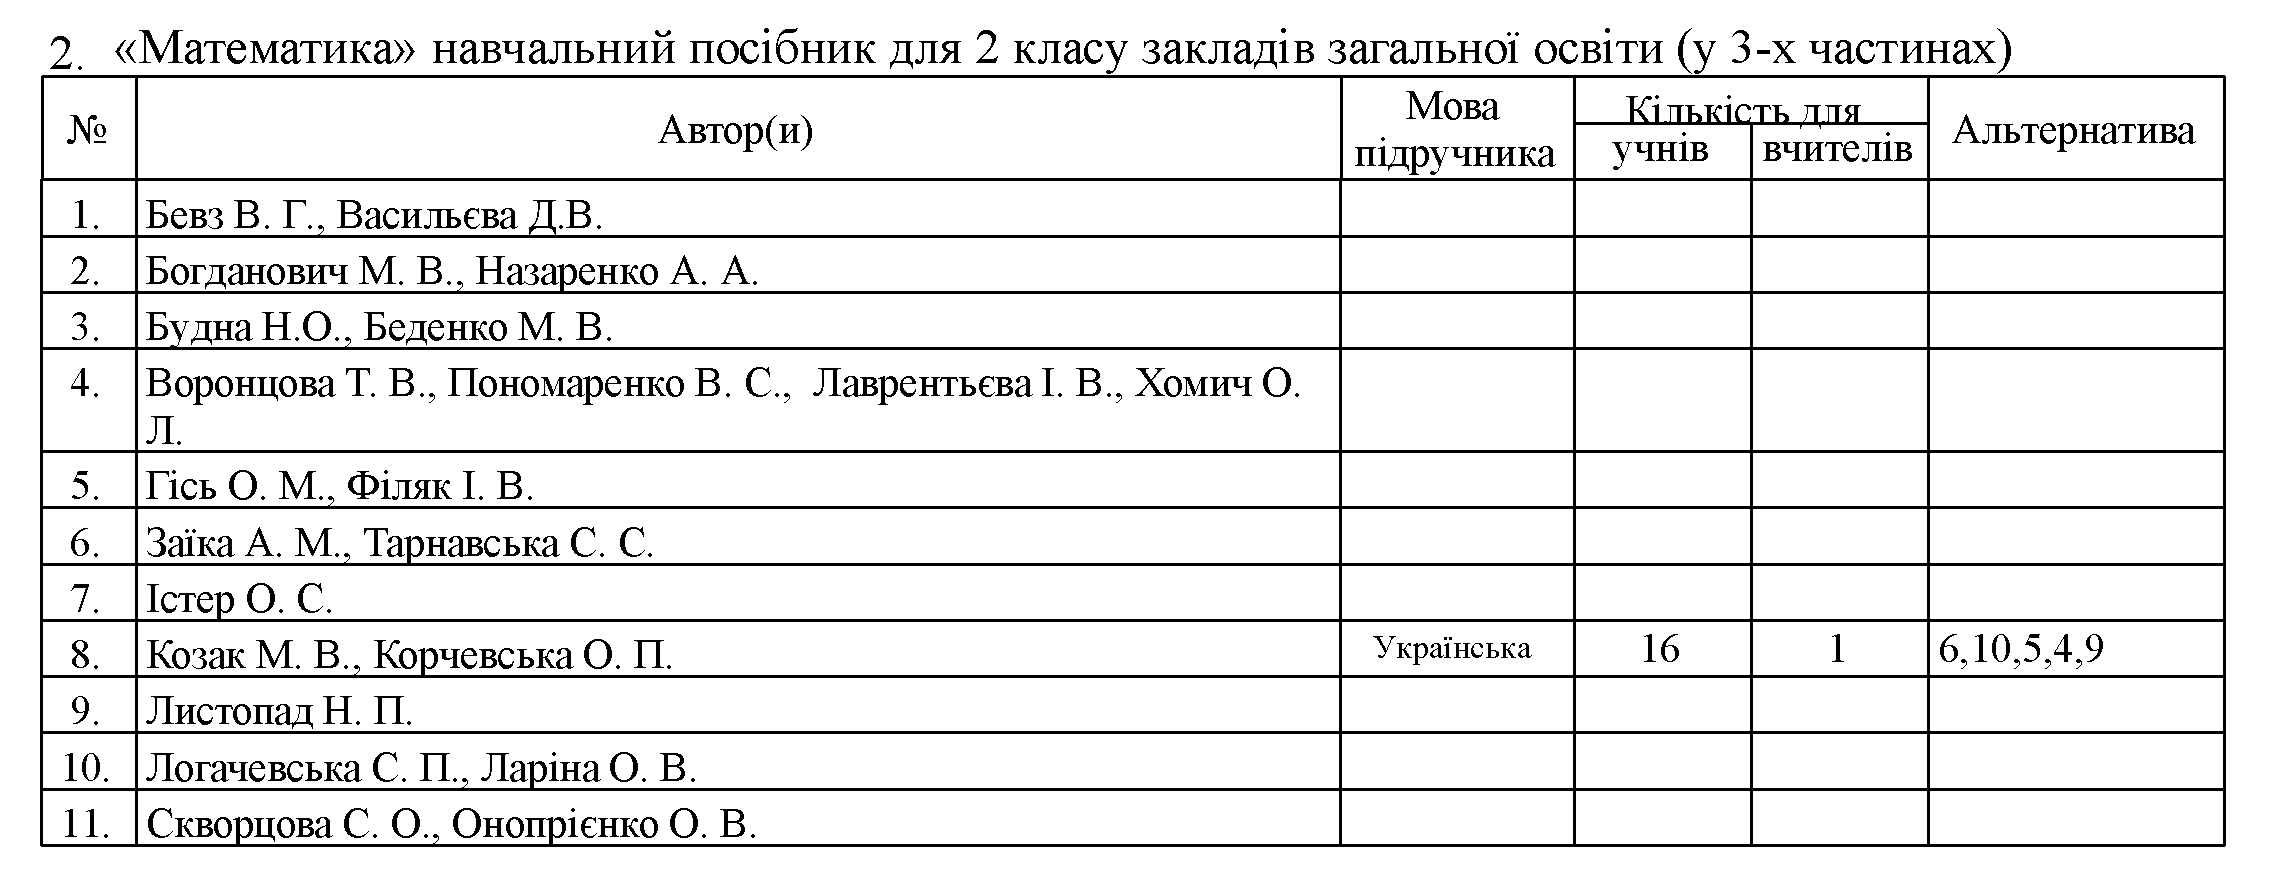 2. «Математика» навчальний посібник для 2 класу закладів загальної освіти (у 3-х частинах)
№ Автор(и) Мова підручника Кількість для Альтернатива
учнів вчителів
1. Бевз В. Г., Васильєва Д.В.
2. Богданович М. В., Назаренко А. А.
3. Будна Н.О., Беденко М. В.
4. Воронцова Т. В., Пономаренко В. С., Лаврентьєва І. В., Хомич О.
Л.
5. Гісь О. М., Філяк І. В.
6. Заїка А. М., Тарнавська С. С.
7. Істер О. С.
8. Козак М. В., Корчевська О. П. Українська 16 1 6,10,5,4,9
9. Листопад Н. П.
10. Логачевська С. П., Ларіна О. В.
11. Скворцова С. О., Онопрієнко О. В.